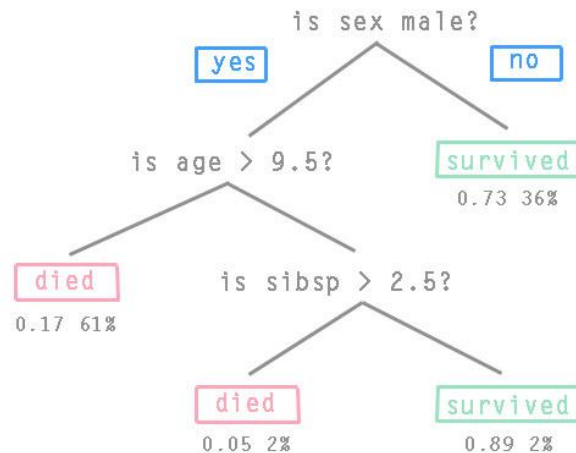 is sex male?
yes
no
is age > 9.5?
survived
0.73 36%
died
0.17 61%
is sibsp > 2.5?
died
0.05 2%
survived
0.89 2%